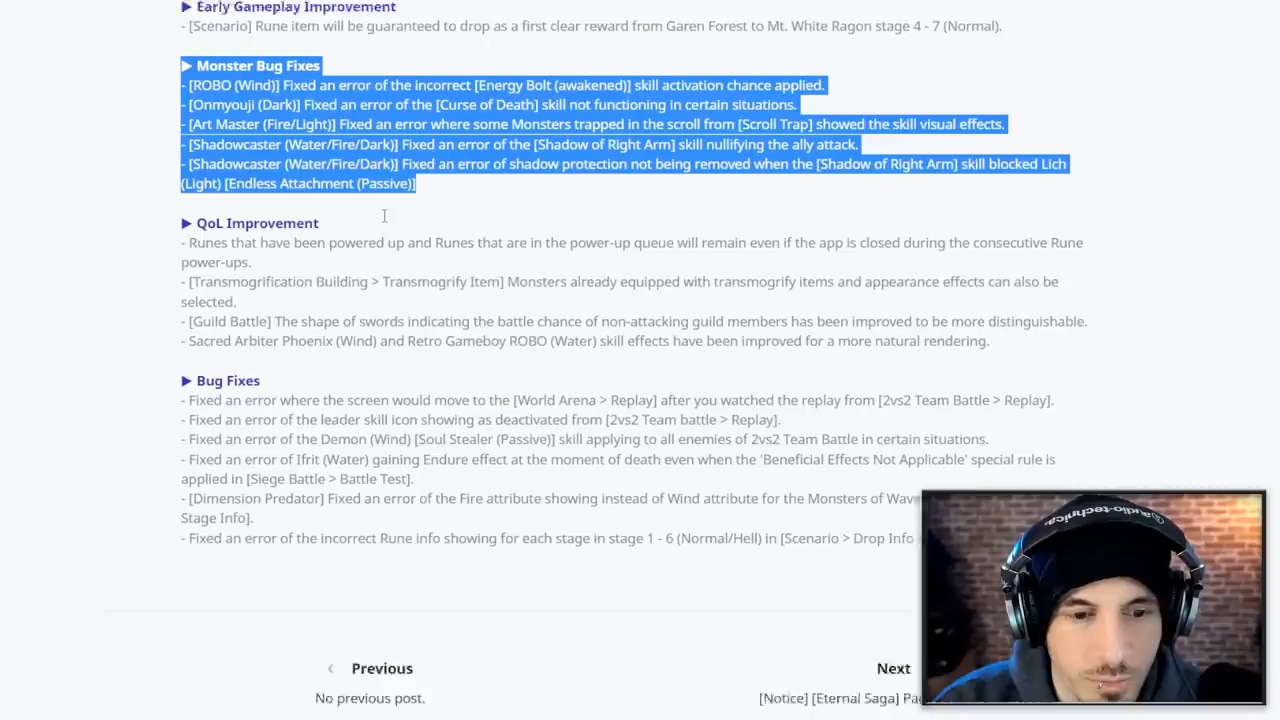 ▶ Early Gameplay Improvement
- [Scenario] Rune item will be guaranteed to drop as a first clear reward from Garen Forest to Mt. White Ragon stage 4 - 7 (Normal).
▶ Monster Bug Fixes
- [ROBO (Wind)] Fixed an error of the incorrect [Energy Bolt (awakened)] skill activation chance applied.
- [Onmyouji (Dark)] Fixed an error of the [Curse of Death] skill not functioning in certain situations.
- [Art Master (Fire/Light)] Fixed an error where some Monsters trapped in the scroll from [Scroll Trap] showed the skill visual effects.
- [Shadowcaster (Water/Fire/Dark)] Fixed an error of the [Shadow of Right Arm] skill nullifying the ally attack.
- [Shadowcaster (Water/Fire/Dark)] Fixed an error of shadow protection not being removed when the [Shadow of Right Arm] skill blocked Lich
(Light) [Endless Attachment (Passive)]
▶ QoL Improvement
- Runes that have been powered up and Runes that are in the power-up queue will remain even if the app is closed during the consecutive Rune
power-ups.
- [Transmogrification Building > Transmogrify Item] Monsters already equipped with transmogrify items and appearance effects can also be
selected.
- [Guild Battle] The shape of swords indicating the battle chance of non-attacking guild members has been improved to be more distinguishable.
- Sacred Arbiter Phoenix (Wind) and Retro Gameboy ROBO (Water) skill effects have been improved for a more natural rendering.
▶ Bug Fixes
- Fixed an error where the screen would move to the [World Arena > Replay] after you watched the replay from [2vs2 Team Battle > Replay].
- Fixed an error of the leader skill icon showing as deactivated from [2vs2 Team battle > Replay].
- Fixed an error of the Demon (Wind) [Soul Stealer (Passive)] skill applying to all enemies of 2vs2 Team Battle in certain situations.
- Fixed an error of Ifrit (Water) gaining Endure effect at the moment of death even when the 'Beneficial Effects Not Applicable' special rule is
applied in [Siege Battle > Battle Test].
- [Dimension Predator] Fixed an error of the Fire attribute showing instead of Wind attribute for the Monsters of
Stage Info].
- Fixed an error of the incorrect Rune info showing for each stage in stage 1 - 6 (Normal/Hell) in [Scenario > Drop Info
audio-technica
Previous
Next
No previous post.
[Notice] [Eternal Saga]